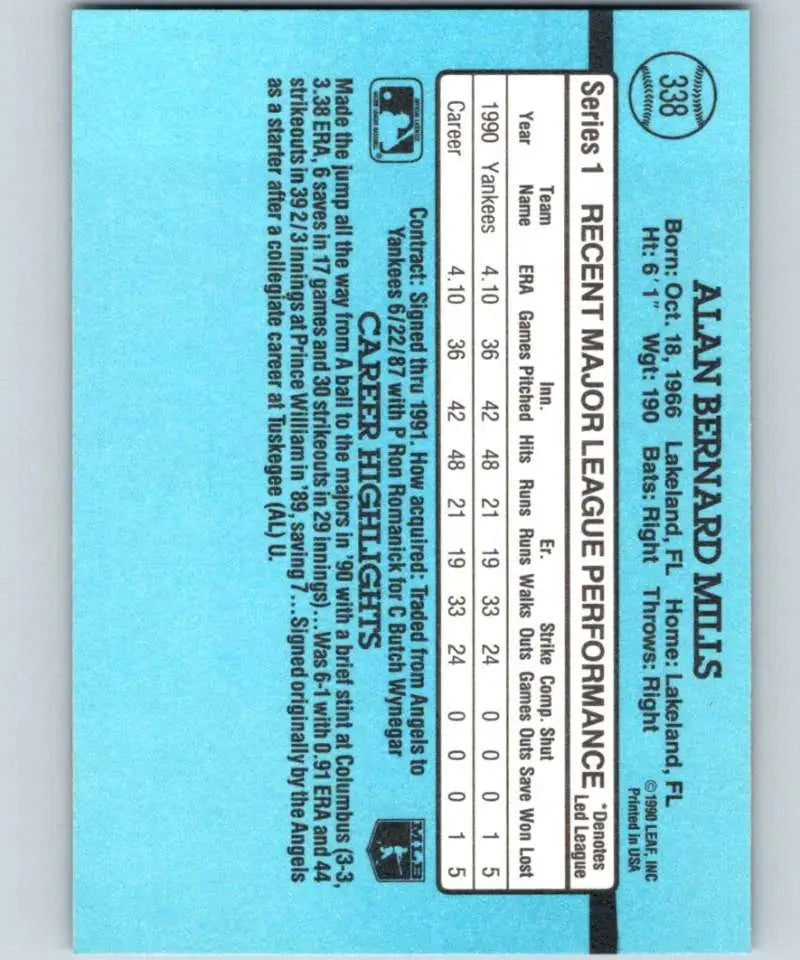 338
ALAN BERNARD MILLS
Born: Oct. 18, 1966 Lakeland, FL Home: Lakeland, FL
Ht: 6'1" Wgt: 190 Bats: Right Throws: Right
©1990 LEAF, INC
Printed in USA
Series 1 RECENT MAJOR LEAGUE PERFORMANCE *Denotes Led League
Team Inn. Er. Strike Comp. Shut
Year Name ERA Games Pitched Hits Runs Runs Walks Outs Games Outs Save Won Lost
1990 Yankees 4.10 36 42 48 21 19 33 24 0 0 0 1 5
Career 4.10 36 42 48 21 19 33 24 0 0 0 1 5
Contract: Signed thru 1991. How acquired: Traded from Angels to
Yankees 6/22/87 with P Ron Romanick for C Butch Wynegar
MLB
CAREER HIGHLIGHTS
Made the jump all the way from A ball to the majors in '90 with a brief stint at Columbus (3-3,
3.38 ERA, 6 saves in 17 games and 30 strikeouts in 29 innings)... Was 6-1 with 0.91 ERA and 44
strikeouts in 39 2/3 innings at Prince William in '89, saving 7... Signed originally by the Angels
as a starter after a collegiate career at Tuskegee (AL) U.